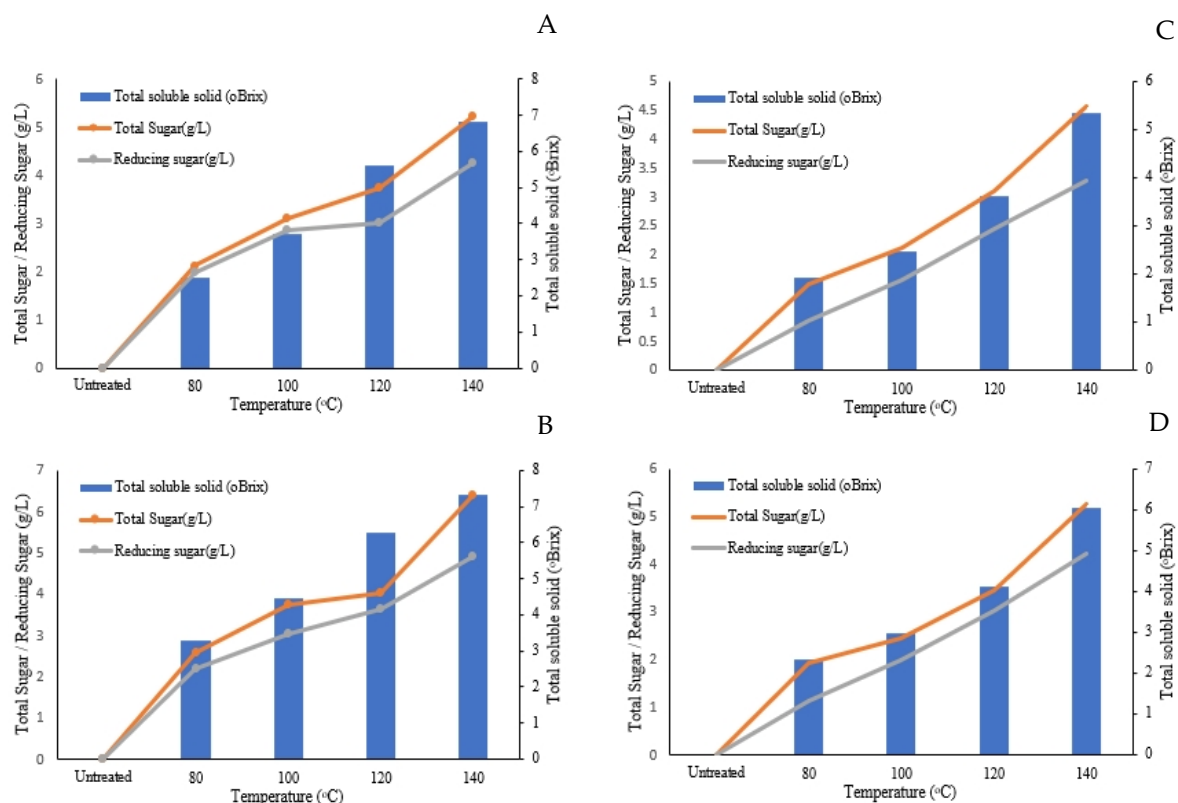 A
Total Sugar / Reducing Sugar (g/L)
6
5
4
3
2
1
0
Total soluble solid (oBrix)
Total Sugar(g/L)
Reducing sugar(g/L)
8
7
6
5
4
3
2
1
0
Total soluble solid (oBrix)
Untreated 80 100 120 140
Temperature (oC)
C
Total Sugar / Reducing Sugar (g/L)
5
4.5
4
3.5
3
2.5
2
1.5
1
0.5
0
Total soluble solid (oBrix)
Total Sugar(g/L)
Reducing sugar(g/L)
6
5
4
3
2
1
0
Total soluble solid (oBrix)
Untreated 80 100 120 140
Temperature (oC)
B
Total Sugar / Reducing Sugar (g/L)
7
6
5
4
3
2
1
0
Total soluble solid (oBrix)
Total Sugar(g/L)
Reducing sugar(g/L)
8
7
6
5
4
3
2
1
0
Total soluble solid (oBrix)
Untreated 80 100 120 140
Temperature (oC)
D
Total Sugar / Reducing Sugar (g/L)
6
5
4
3
2
1
0
Total soluble solid (oBrix)
Total Sugar(g/L)
Reducing sugar(g/L)
7
6
5
4
3
2
1
0
Total soluble solid (oBrix)
Untreated 80 100 120 140
Temperature (oC)